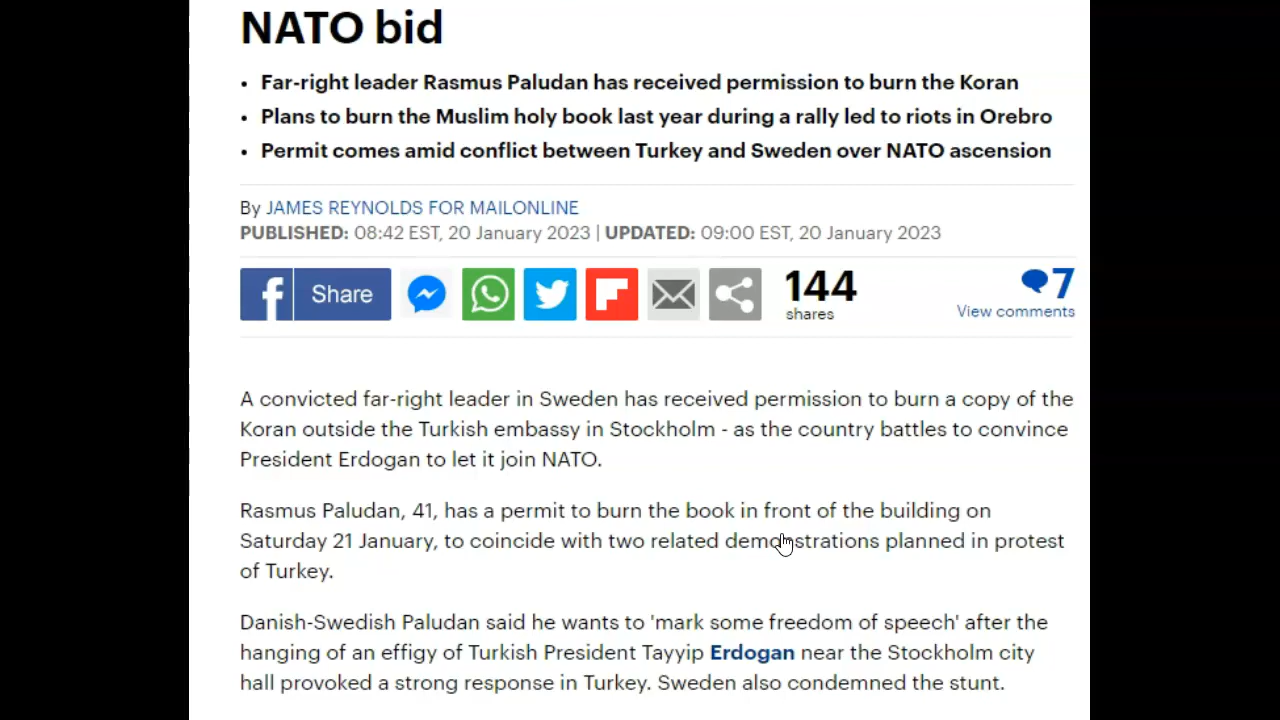 NATO bid
• Far-right leader Rasmus Paludan has received permission to burn the Koran
• Plans to burn the Muslim holy book last year during a rally led to riots in Orebro
• Permit comes amid conflict between Turkey and Sweden over NATO ascension
By JAMES REYNOLDS FOR MAILONLINE
PUBLISHED: 08:42 EST, 20 January 2023 | UPDATED: 09:00 EST, 20 January 2023
f Share 144 7
shares View comments
A convicted far-right leader in Sweden has received permission to burn a copy of the
Koran outside the Turkish embassy in Stockholm - as the country battles to convince
President Erdogan to let it join NATO.
Rasmus Paludan, 41, has a permit to burn the book in front of the building on
Saturday 21 January, to coincide with two related demonstrations planned in protest
of Turkey.
Danish-Swedish Paludan said he wants to 'mark some freedom of speech' after the
hanging of an effigy of Turkish President Tayyip Erdogan near the Stockholm city
hall provoked a strong response in Turkey. Sweden also condemned the stunt.